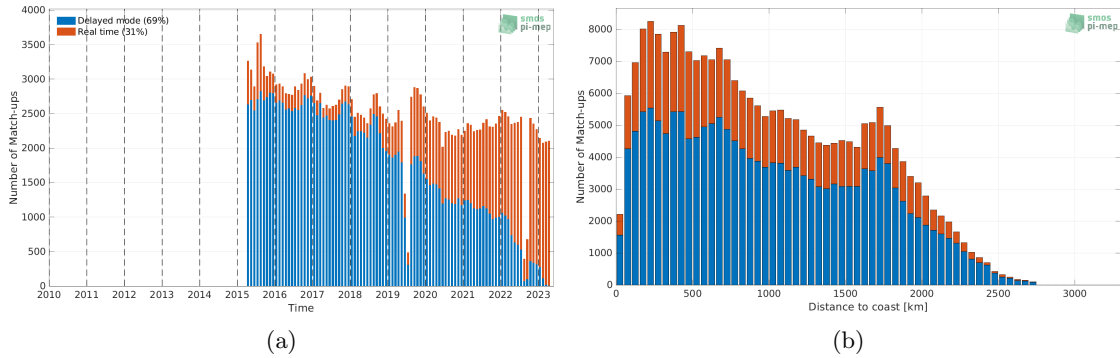 Delayed mode (69%)
Real time (31%)
smos
pi-mep
Number of Match-ups
4000
3500
3000
2500
2000
1500
1000
500
0
2010 2011 2012 2013 2014 2015 2016 2017 2018 2019 2020 2021 2022 2023
Time
(a)
smos
pi-mep
Number of Match-ups
8000
7000
6000
5000
4000
3000
2000
1000
0
0 500 1000 1500 2000 2500 3000
Distance to coast [km]
(b)